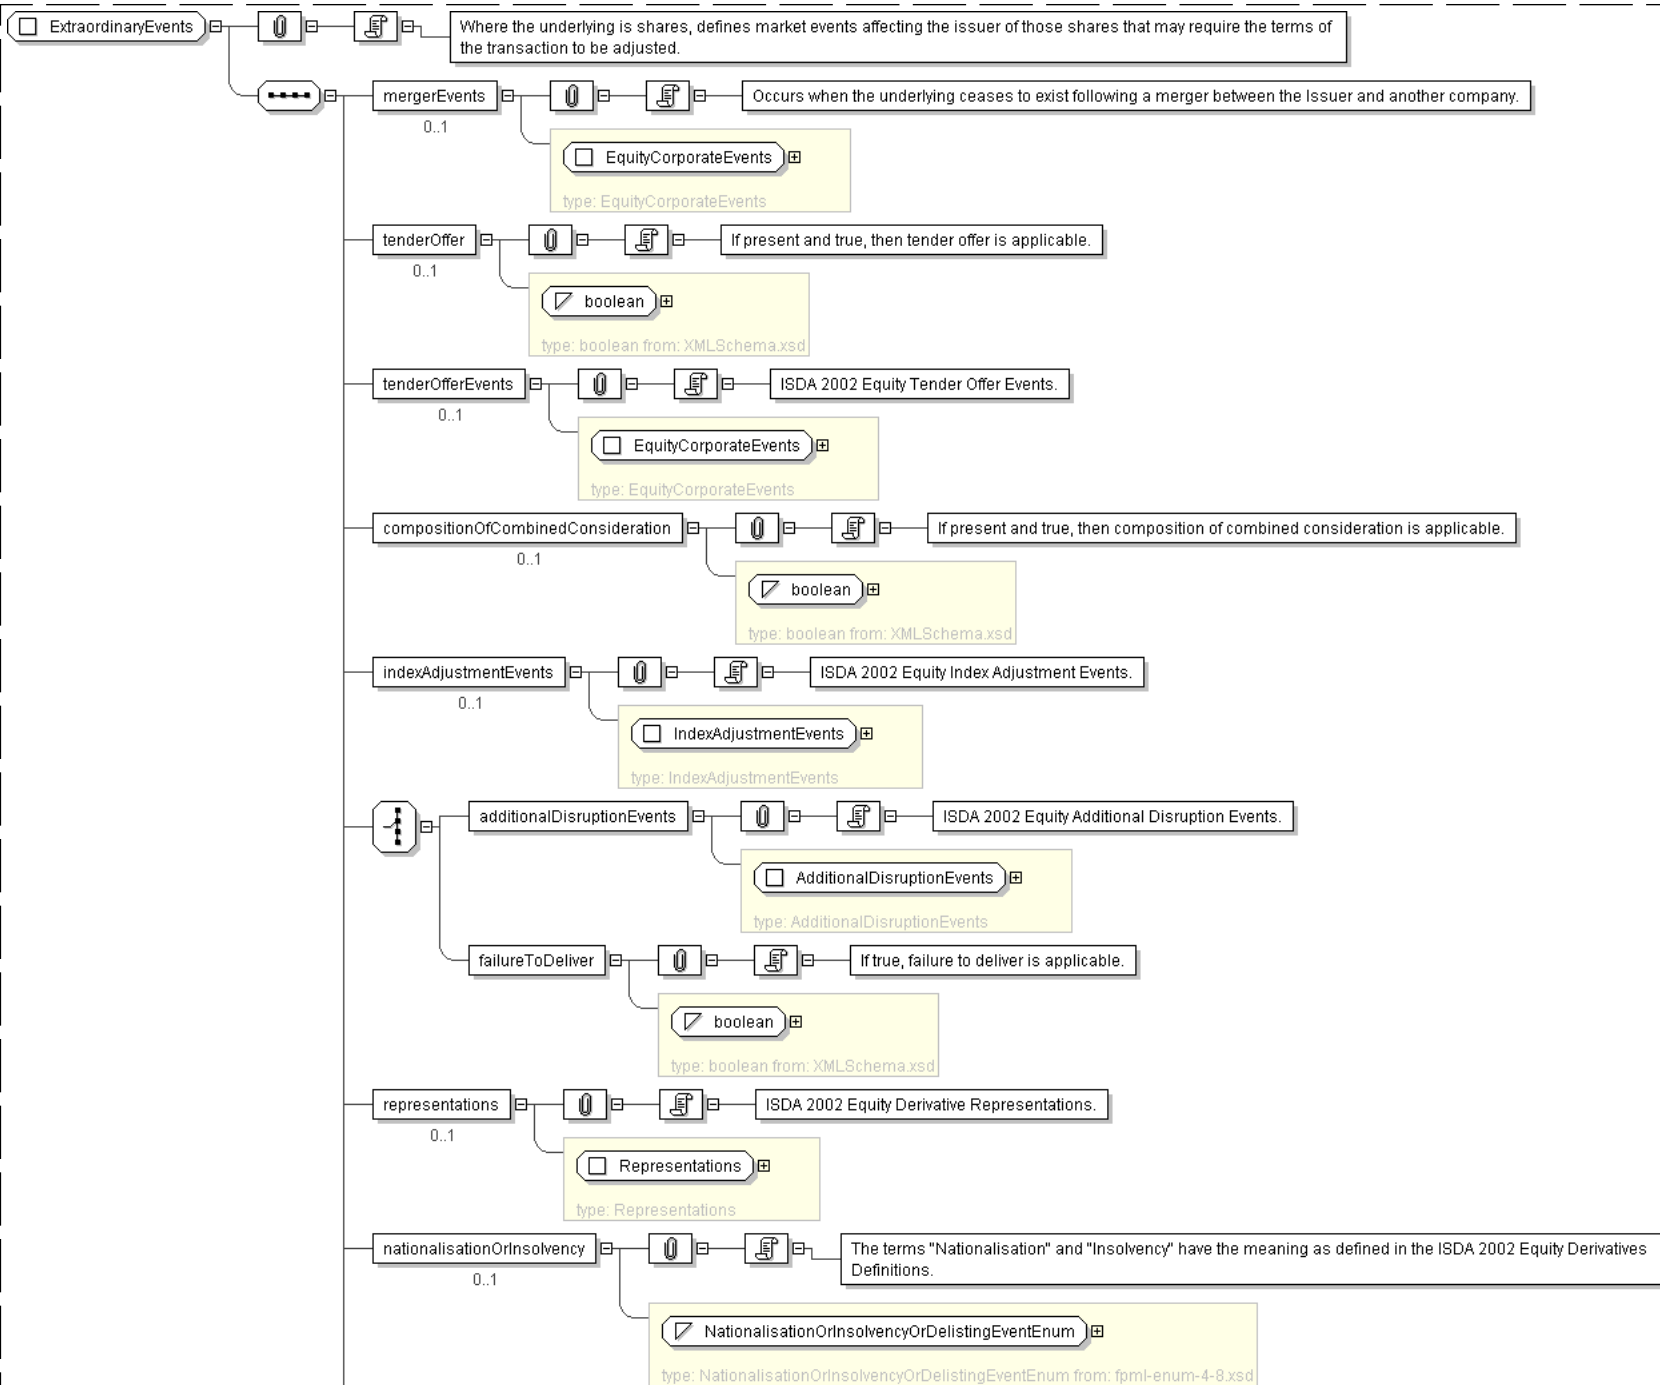 ExtraordinaryEvents
Where the underlying is shares, defines market events affecting the issuer of those shares that may require the terms of
the transaction to be adjusted.
mergerEvents
Occurs when the underlying ceases to exist following a merger between the Issuer and another company.
0..1
EquityCorporateEvents
type: EquityCorporateEvents
tenderOffer
If present and true, then tender offer is applicable.
0..1
boolean
type: boolean from: XMLSchema.xsd
tenderOfferEvents
ISDA 2002 Equity Tender Offer Events.
0..1
EquityCorporateEvents
type: EquityCorporateEvents
compositionOfCombinedConsideration
If present and true, then composition of combined consideration is applicable.
0..1
boolean
type: boolean from: XMLSchema.xsd
indexAdjustmentEvents
ISDA 2002 Equity Index Adjustment Events.
0..1
IndexAdjustmentEvents
type: IndexAdjustmentEvents
additionalDisruptionEvents
ISDA 2002 Equity Additional Disruption Events.
AdditionalDisruptionEvents
type: AdditionalDisruptionEvents
failureToDeliver
If true, failure to deliver is applicable.
boolean
type: boolean from: XMLSchema.xsd
representations
ISDA 2002 Equity Derivative Representations.
0..1
Representations
type: Representations
nationalisationOrInsolvency
The terms "Nationalisation" and "Insolvency" have the meaning as defined in the ISDA 2002 Equity Derivatives
Definitions.
0..1
NationalisationOrInsolvencyOrDelistingEventEnum
type: NationalisationOrInsolvencyOrDelistingEventEnum from: fpml-enum-4-8.xsd